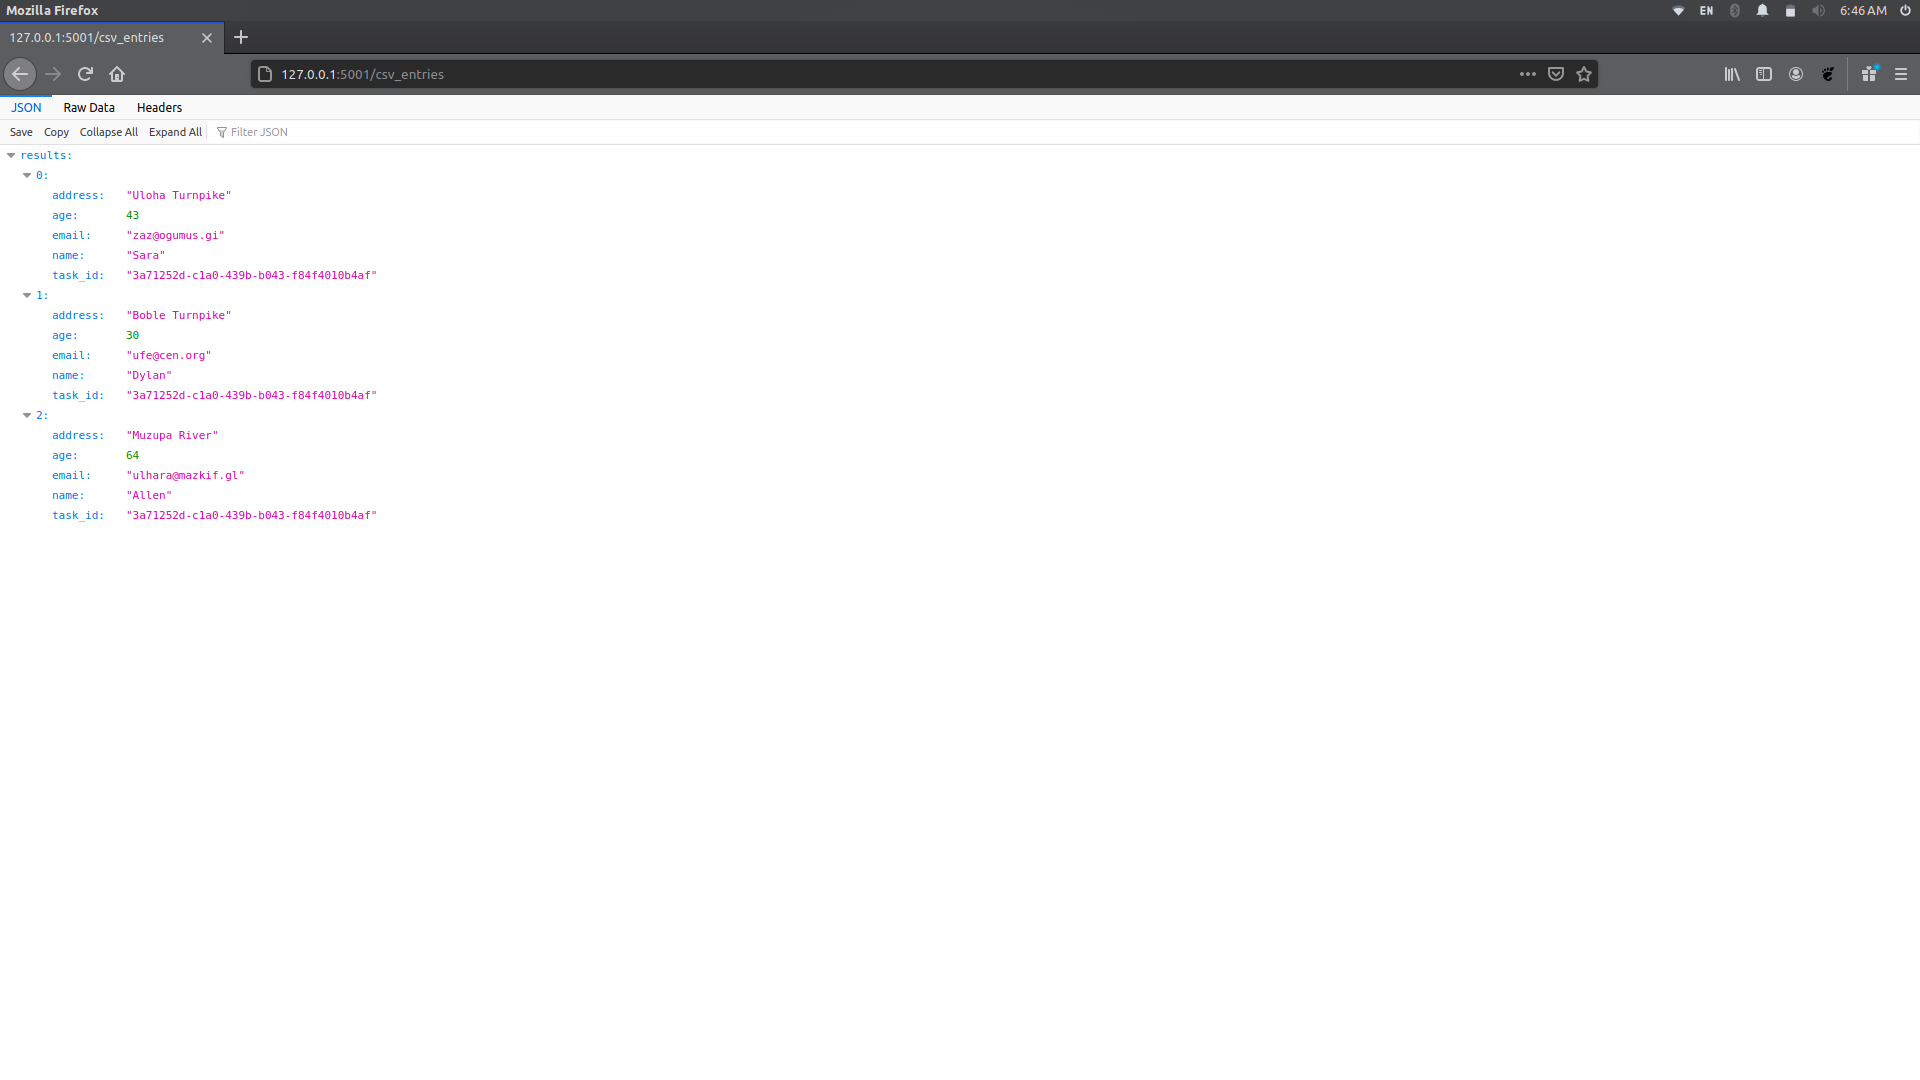 Mozilla Firefox EN 6:46 AM
127.0.0.1:5001/csv_entries
127.0.0.1:5001/csv_entries
JSON Raw Data Headers
Save Copy Collapse All Expand All Filter JSON
results:
0:
address: "Uloha Turnpike"
age: 43
email: "zaz@ogumus.gi"
name: "Sara"
task_id: "3a71252d-c1a0-439b-b043-f84f4010b4af"
1:
address: "Boble Turnpike"
age: 30
email: "ufe@cen.org"
name: "Dylan"
task_id: "3a71252d-c1a0-439b-b043-f84f4010b4af"
2:
address: "Muzupa River"
age: 64
email: "ulhara@mazkif.gl"
name: "Allen"
task_id: "3a71252d-c1a0-439b-b043-f84f4010b4af"